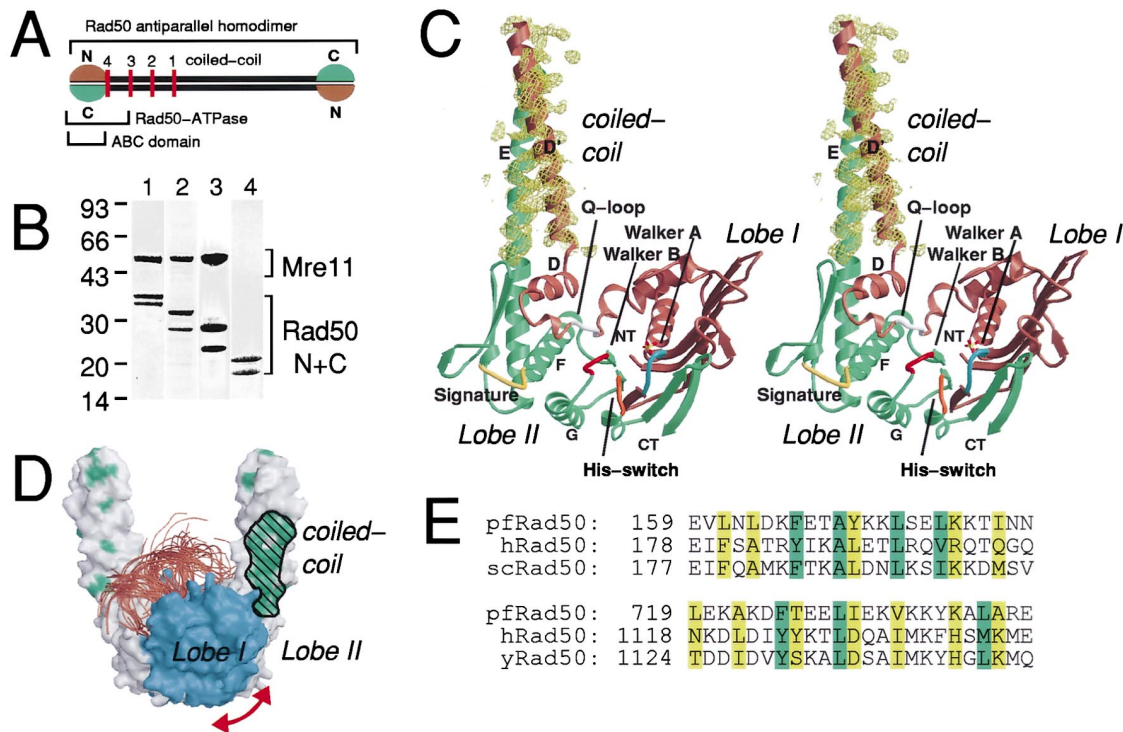 A
Rad50 antiparallel homodimer
N
4 3 2 1 coiled-coil
C
C
Rad50-ATPase
N
ABC domain
B
1 2 3 4
93
66
43
30
20
14
Mre11
Rad50
N+C
C
E
D'
coiled-
coil
Q-loop
Walker A
Walker B
Lobe I
D
NT
F
Signature
Lobe II
G
CT
His-switch
E
D'
coiled-
coil
Q-loop
Walker A
Walker B
Lobe I
D
NT
F
Signature
Lobe II
G
CT
His-switch
D
coiled-
coil
Lobe I
Lobe II
E
pfRad50: 159 EVLNLDKFETAYKKLSELKKTINN
hRad50: 178 EIFSATRYIKALETLRQVRQTQGQ
scRad50: 177 EIFQAMKFTKALDNLKSIKKDMSV
pfRad50: 719 LEKAKDFTEELIEKVKKYKALARE
hRad50: 1118 NKDLDIYYKTLDQAIMKFHSMKME
yRad50: 1124 TDDIDVYSKALDSAIMKYHGLKMQ